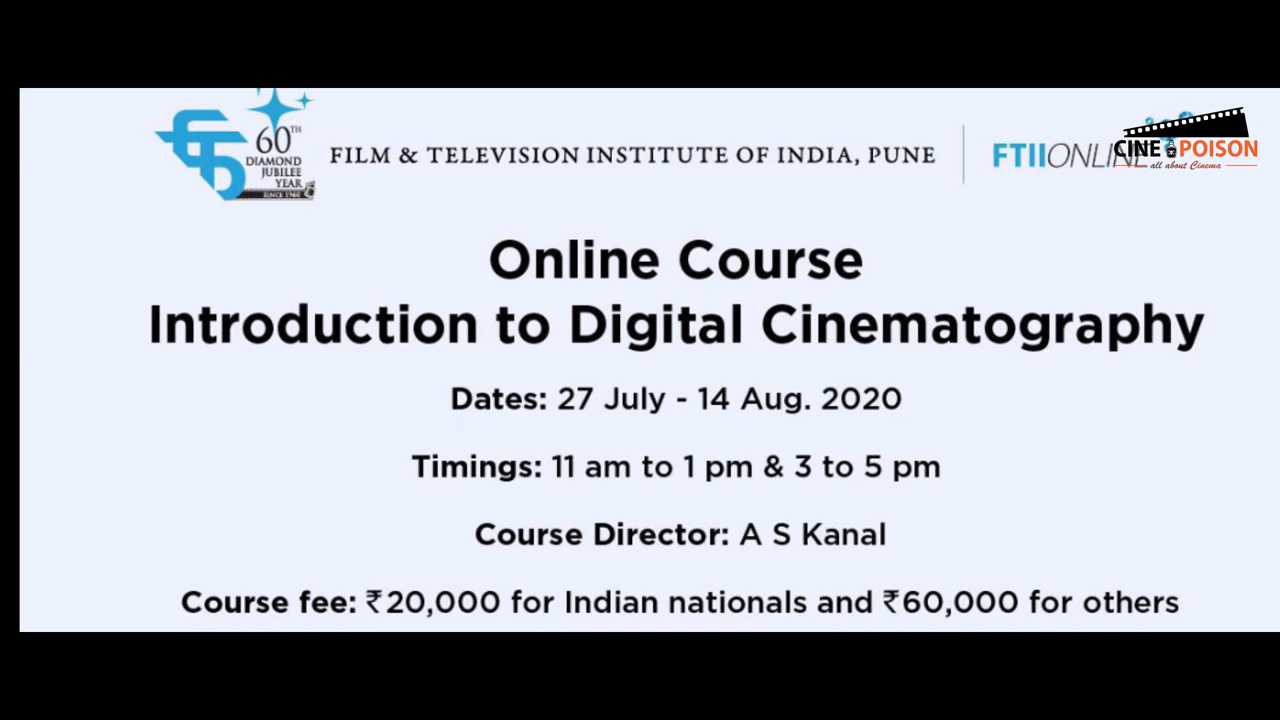 60TH
DIAMOND
JUBILEE
YEAR
SINCE 1960
FILM & TELEVISION INSTITUTE OF INDIA, PUNE
FTIIONLINE
CINE POISON
all about Cinema
Online Course
Introduction to Digital Cinematography
Dates: 27 July - 14 Aug. 2020
Timings: 11 am to 1 pm & 3 to 5 pm
Course Director: A S Kanal
Course fee: ₹20,000 for Indian nationals and ₹60,000 for others